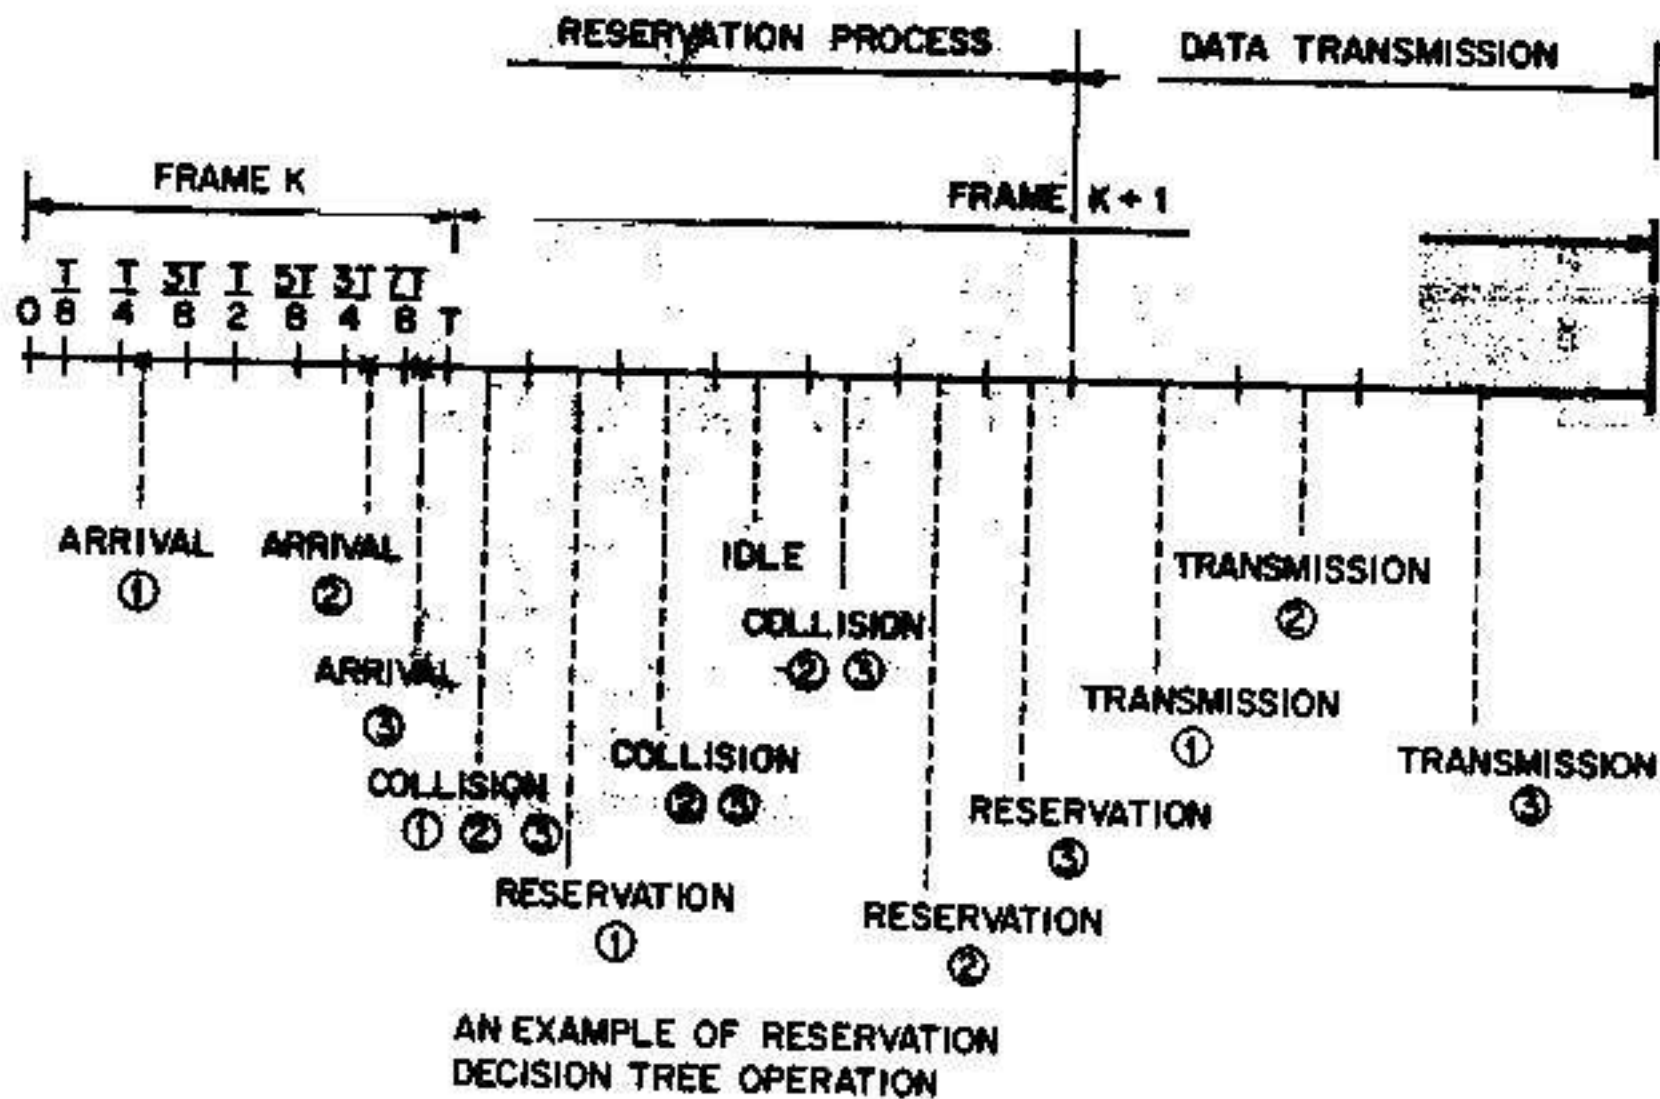 RESERVATION PROCESS
DATA TRANSMISSION
FRAME K
FRAME K + 1
0 T/8 T/4 3T/8 T/2 5T/8 3T/4 7T/8 T
ARRIVAL
①
ARRIVAL
②
ARRIVAL
③
COLLISION
① ② ③
RESERVATION
①
COLLISION
② ③
IDLE
COLLISION
② ③
RESERVATION
②
RESERVATION
③
TRANSMISSION
①
TRANSMISSION
②
TRANSMISSION
③
AN EXAMPLE OF RESERVATION
DECISION TREE OPERATION